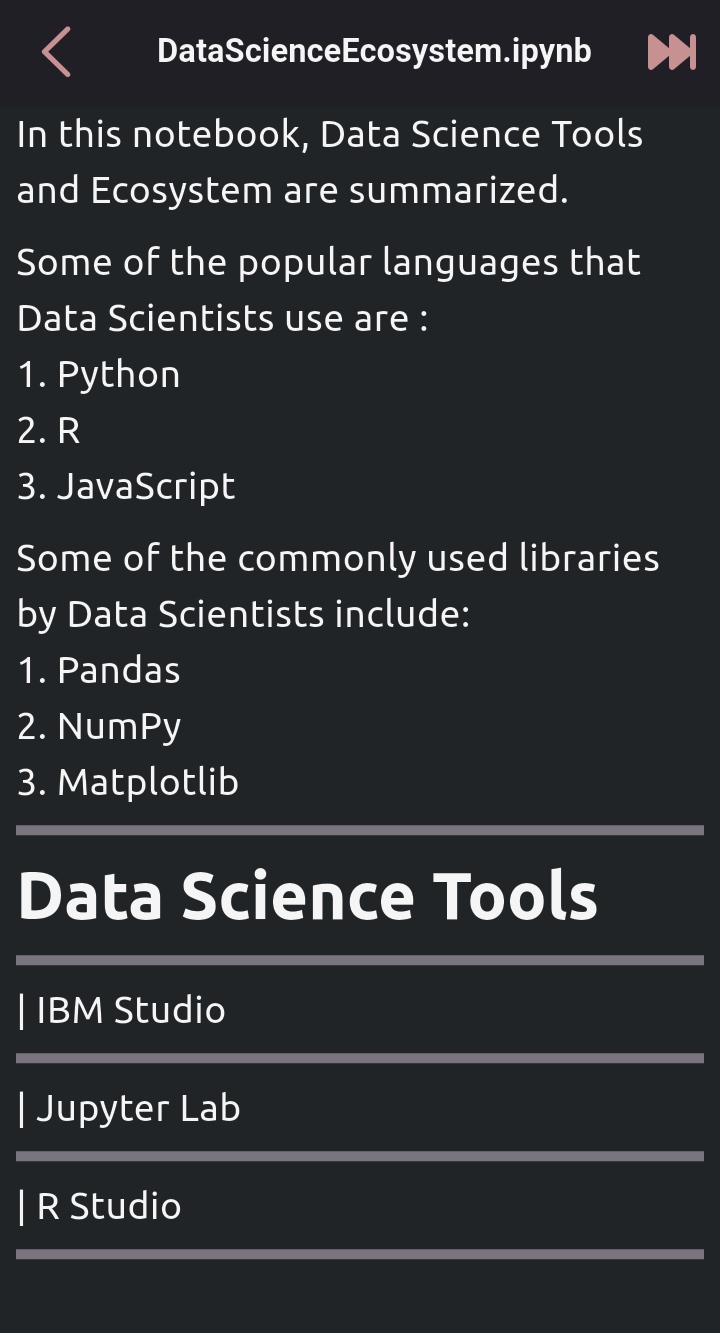 DataScienceEcosystem.ipynb
In this notebook, Data Science Tools
and Ecosystem are summarized.
Some of the popular languages that
Data Scientists use are :
1. Python
2. R
3. JavaScript
Some of the commonly used libraries
by Data Scientists include:
1. Pandas
2. NumPy
3. Matplotlib
Data Science Tools
| IBM Studio
| Jupyter Lab
| R Studio